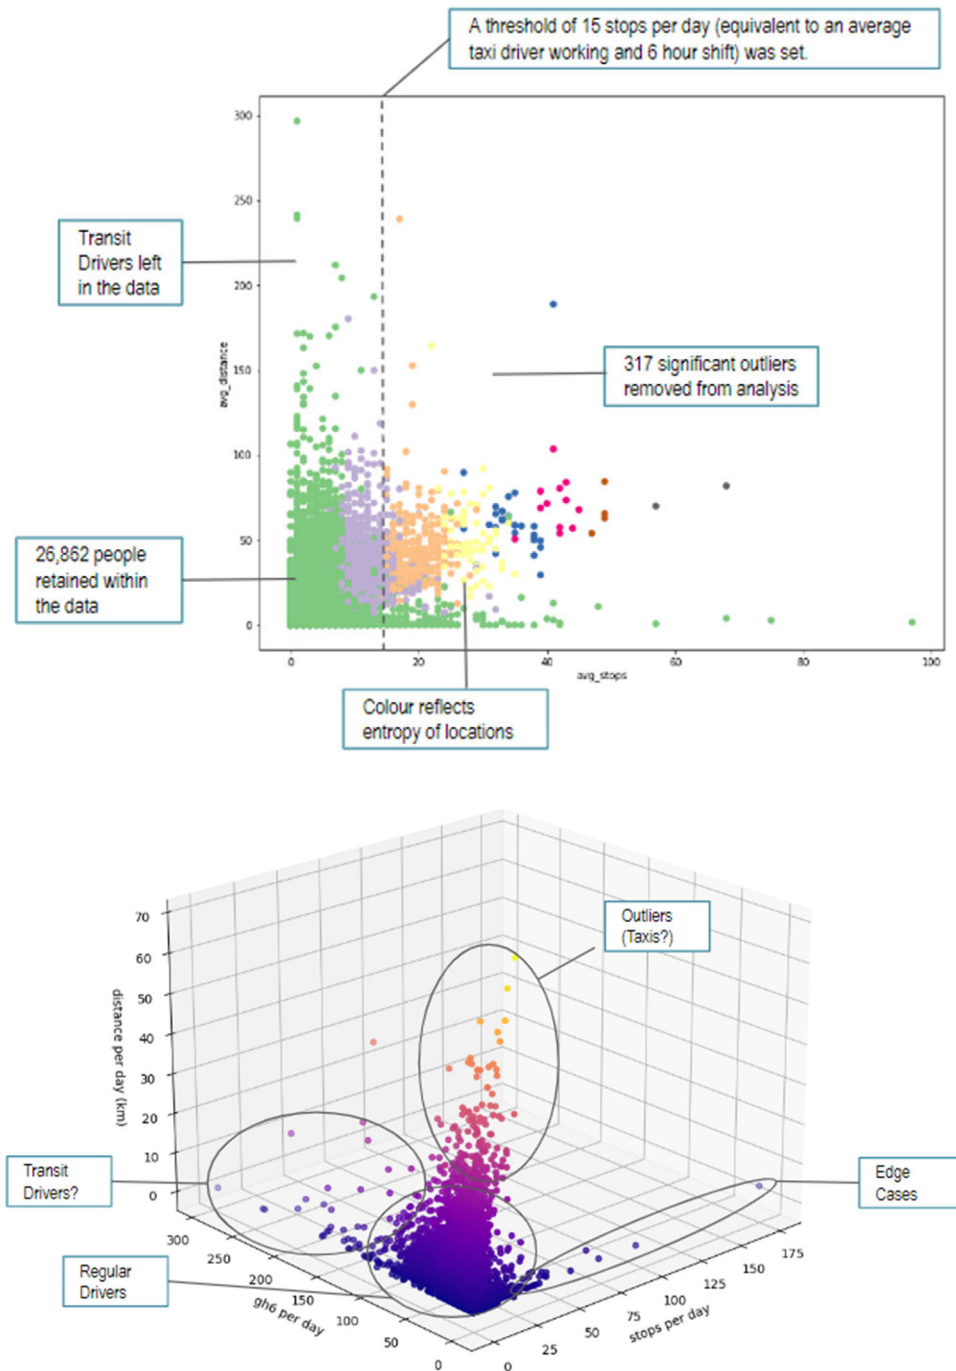 A threshold of 15 stops per day (equivalent to an average
taxi driver working and 6 hour shift) was set.
300
250
200
150
100
50
0
avg_distance
Transit
Drivers left
in the data
317 significant outliers
removed from analysis
26,862 people
retained within
the data
0
20
40
60
80
100
avg_stops
Colour reflects
entropy of locations
70
60
50
40
30
20
10
0
distance per day (km)
Outliers
(Taxis?)
Transit
Drivers?
Edge
Cases
Regular
Drivers
300
250
200
150
100
50
0
gh6 per day
0
25
50
75
100
125
150
175
stops per day